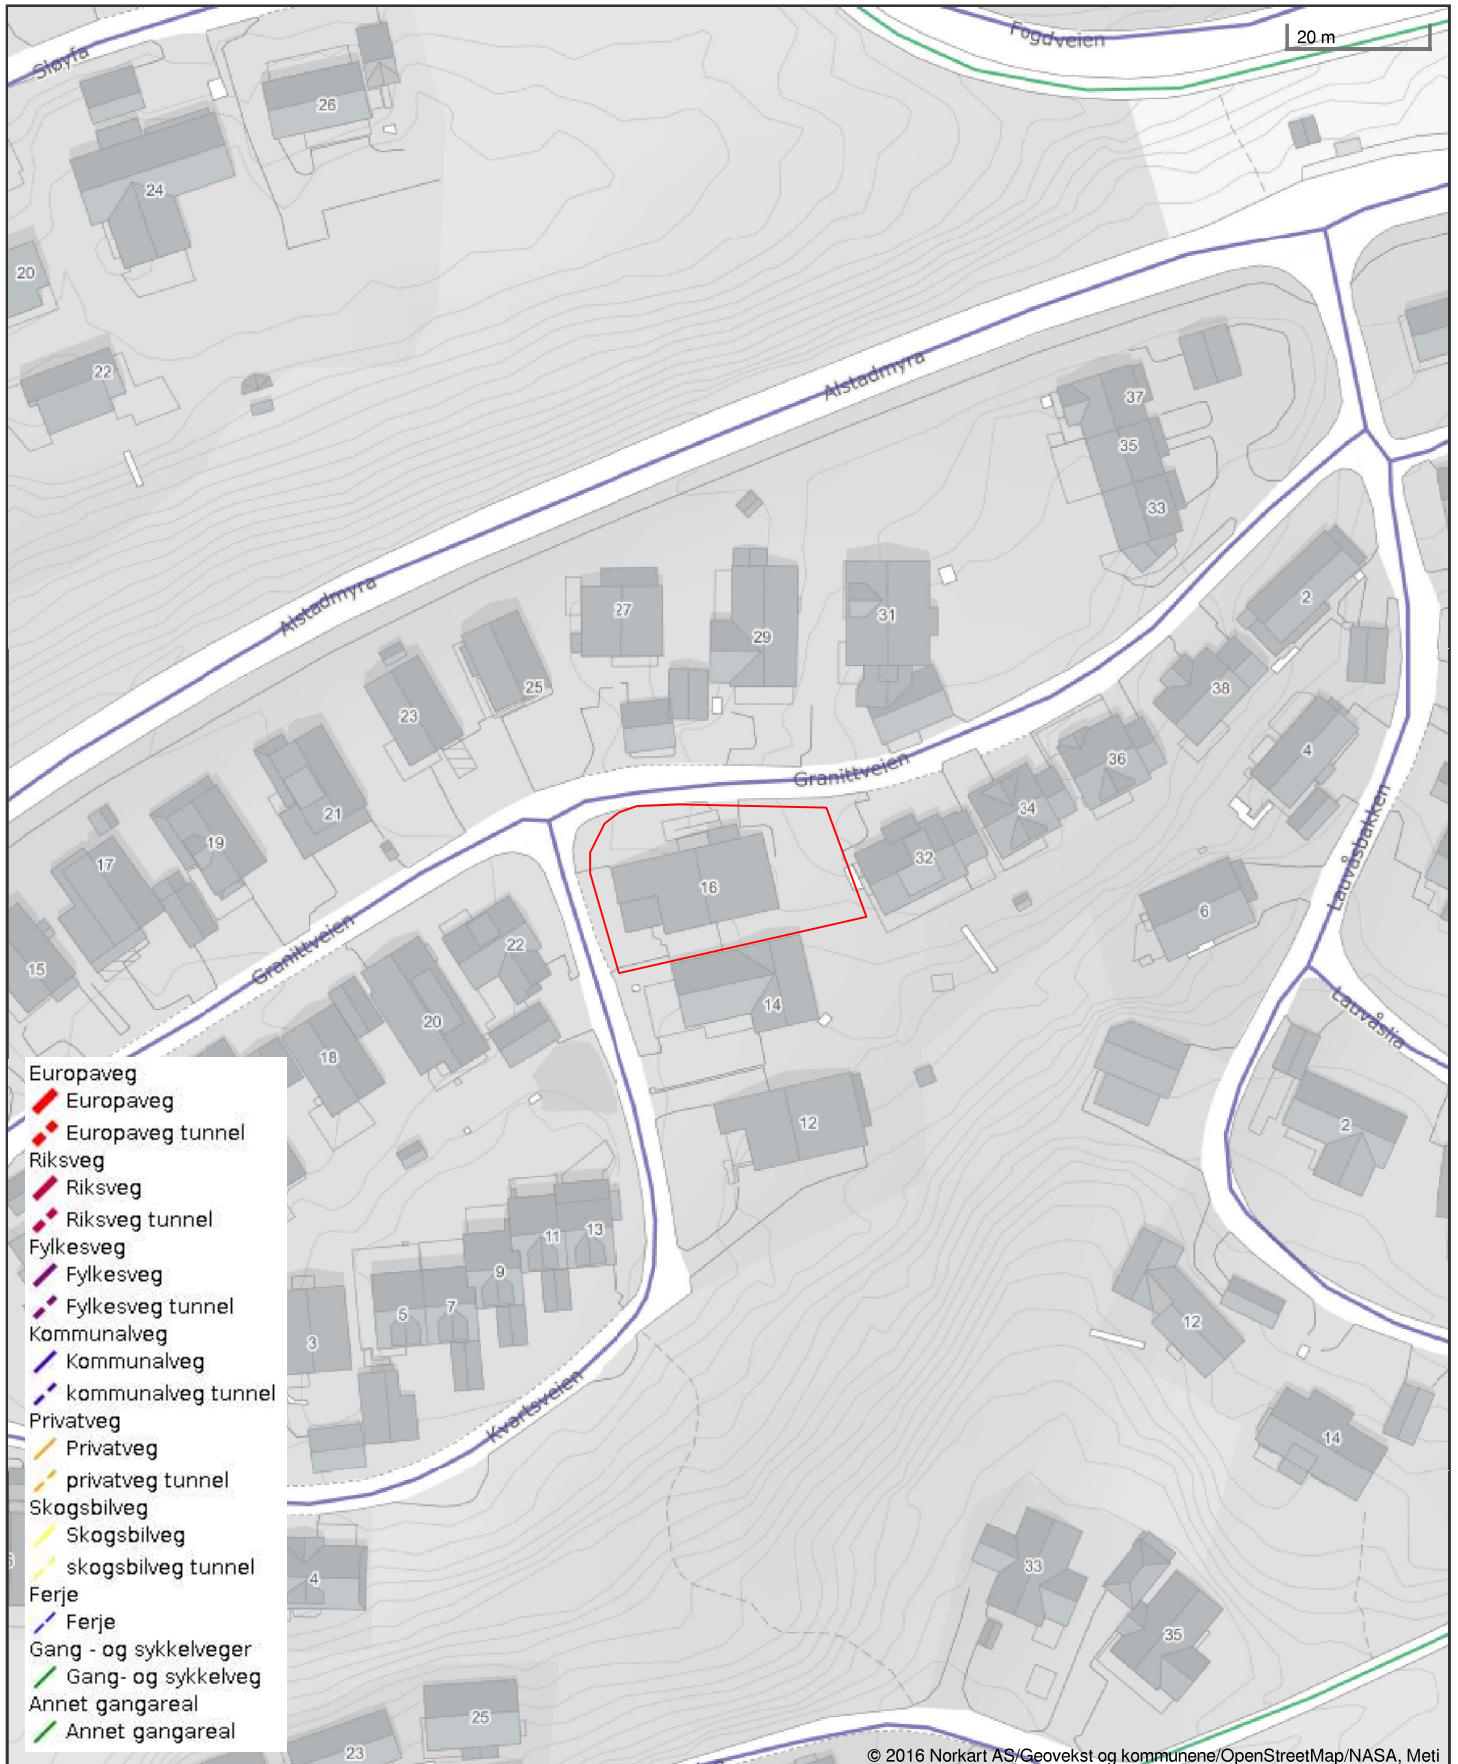 Sløyfa
Fogdveien
20 m
26
24
20
22
Alstadmyra
37
35
33
Alstadmyra
27
29
31
2
25
23
38
4
21
Granittveien
36
34
19
17
32
16
6
Lauvåsbakken
Granittveien
22
15
14
20
Lauvåslia
18
12
2
11
13
9
5
7
3
12
Kvartsveien
14
33
4
35
25
23
Europaveg
Europaveg
Europaveg tunnel
Riksveg
Riksveg
Riksveg tunnel
Fylkesveg
Fylkesveg
Fylkesveg tunnel
Kommunalveg
Kommunalveg
kommunalveg tunnel
Privatveg
Privatveg
privatveg tunnel
Skogsbilveg
Skogsbilveg
skogsbilveg tunnel
Ferje
Ferje
Gang - og sykkelveger
Gang- og sykkelveg
Annet gangareal
Annet gangareal
© 2016 Norkart AS/Geovekst og kommunene/OpenStreetMap/NASA, Meti